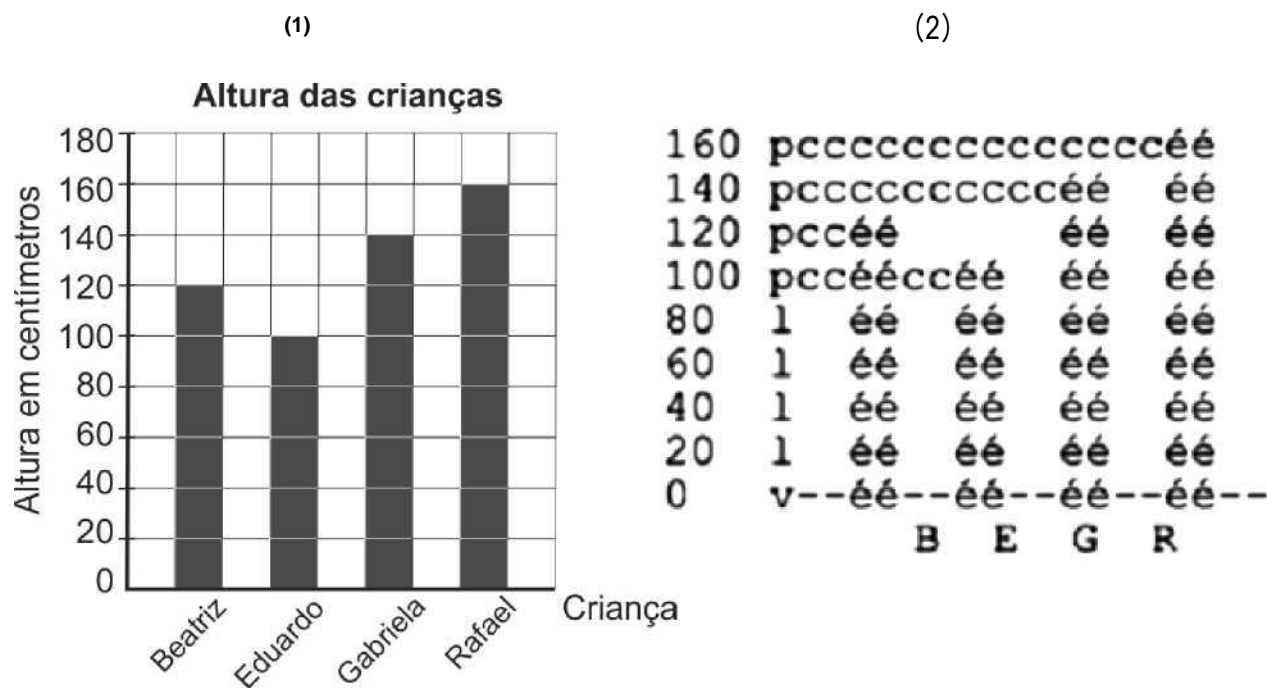 (1)
Altura das crianças
Altura em centímetros
180
160
140
120
100
80
60
40
20
0
Beatriz
Eduardo
Gabriela
Rafael
Criança
(2)
160 pccccccccccccccéé
140 pccccccccccéé  éé
120 pccéé      éé  éé
100 pccééccéé  éé  éé
80  l  éé  éé  éé  éé
60  l  éé  éé  éé  éé
40  l  éé  éé  éé  éé
20  l  éé  éé  éé  éé
0   v--éé--éé--éé--éé--
B  E  G  R